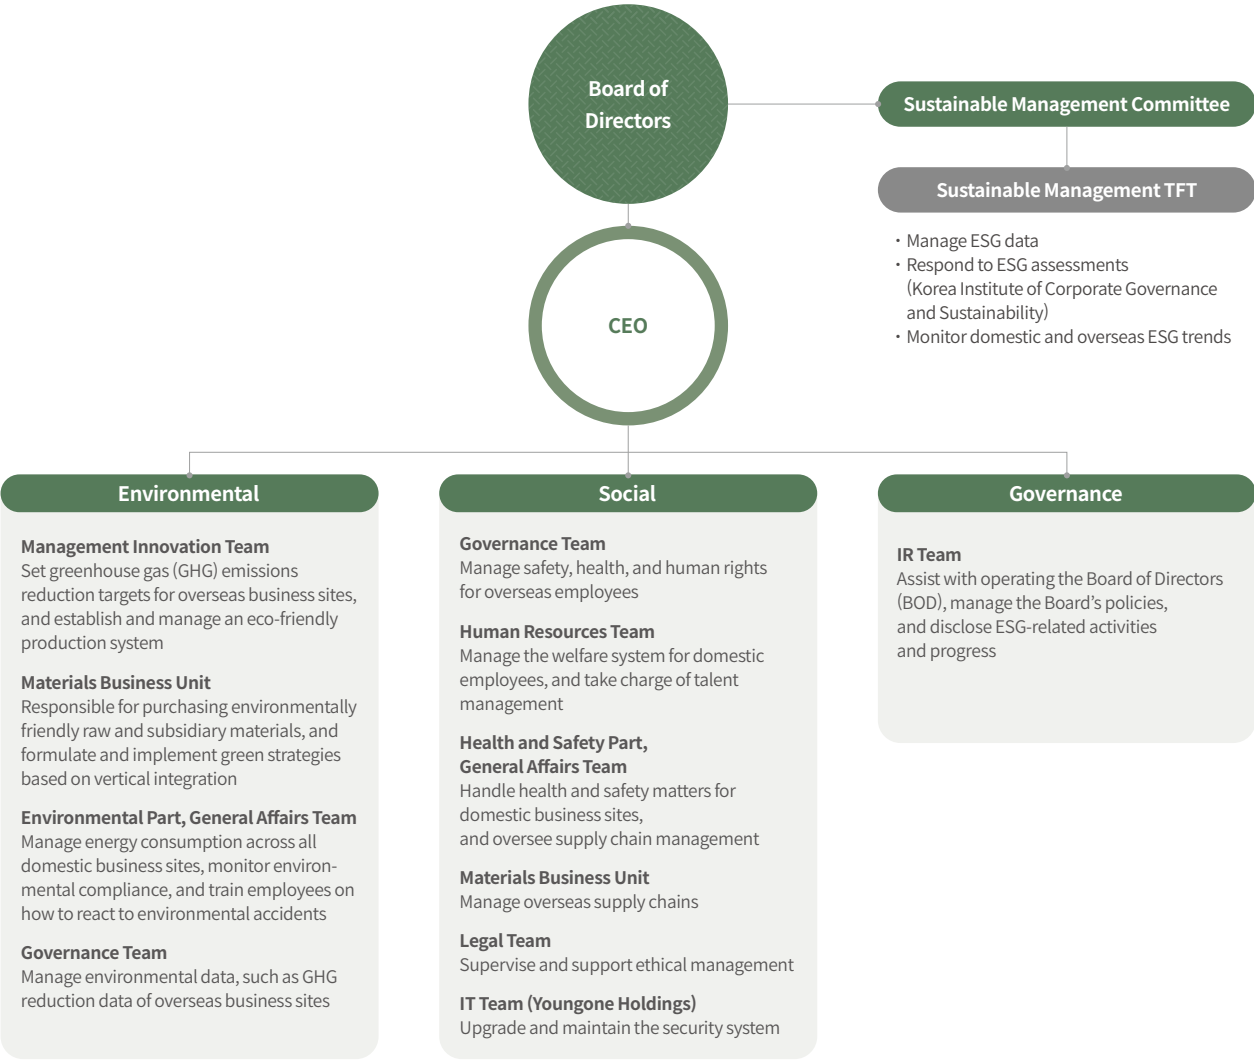 Board of
Directors
Sustainable Management Committee
Sustainable Management TFT
・Manage ESG data
・Respond to ESG assessments
(Korea Institute of Corporate Governance
and Sustainability)
・Monitor domestic and overseas ESG trends
CEO
Environmental
Management Innovation Team
Set greenhouse gas (GHG) emissions
reduction targets for overseas business sites,
and establish and manage an eco-friendly
production system
Materials Business Unit
Responsible for purchasing environmentally
friendly raw and subsidiary materials, and
formulate and implement green strategies
based on vertical integration
Environmental Part, General Affairs Team
Manage energy consumption across all
domestic business sites, monitor environ-
mental compliance, and train employees on
how to react to environmental accidents
Governance Team
Manage environmental data, such as GHG
reduction data of overseas business sites
Social
Governance Team
Manage safety, health, and human rights
for overseas employees
Human Resources Team
Manage the welfare system for domestic
employees, and take charge of talent
management
Health and Safety Part,
General Affairs Team
Handle health and safety matters for
domestic business sites,
and oversee supply chain management
Materials Business Unit
Manage overseas supply chains
Legal Team
Supervise and support ethical management
IT Team (Youngone Holdings)
Upgrade and maintain the security system
Governance
IR Team
Assist with operating the Board of Directors
(BOD), manage the Board’s policies,
and disclose ESG-related activities
and progress